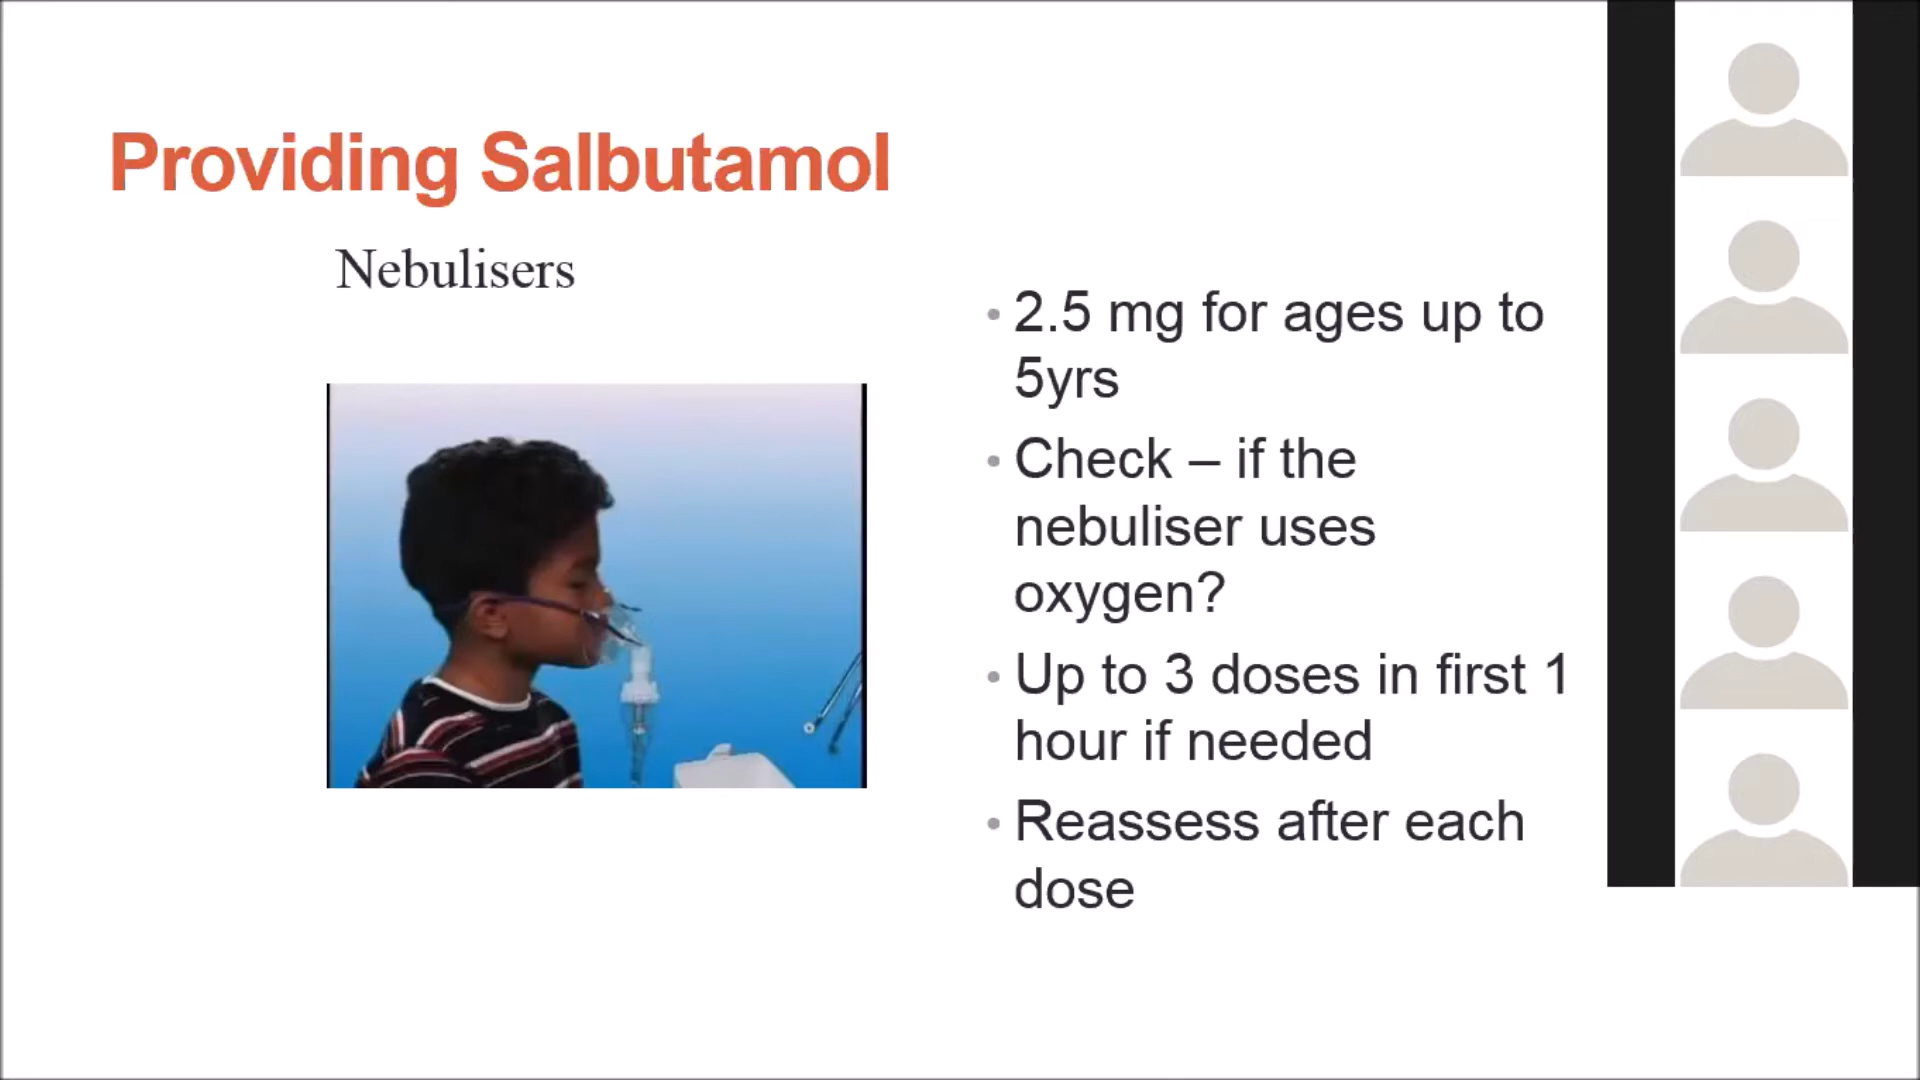 Providing Salbutamol
Nebulisers
• 2.5 mg for ages up to
5yrs
• Check – if the
nebuliser uses
oxygen?
• Up to 3 doses in first 1
hour if needed
• Reassess after each
dose